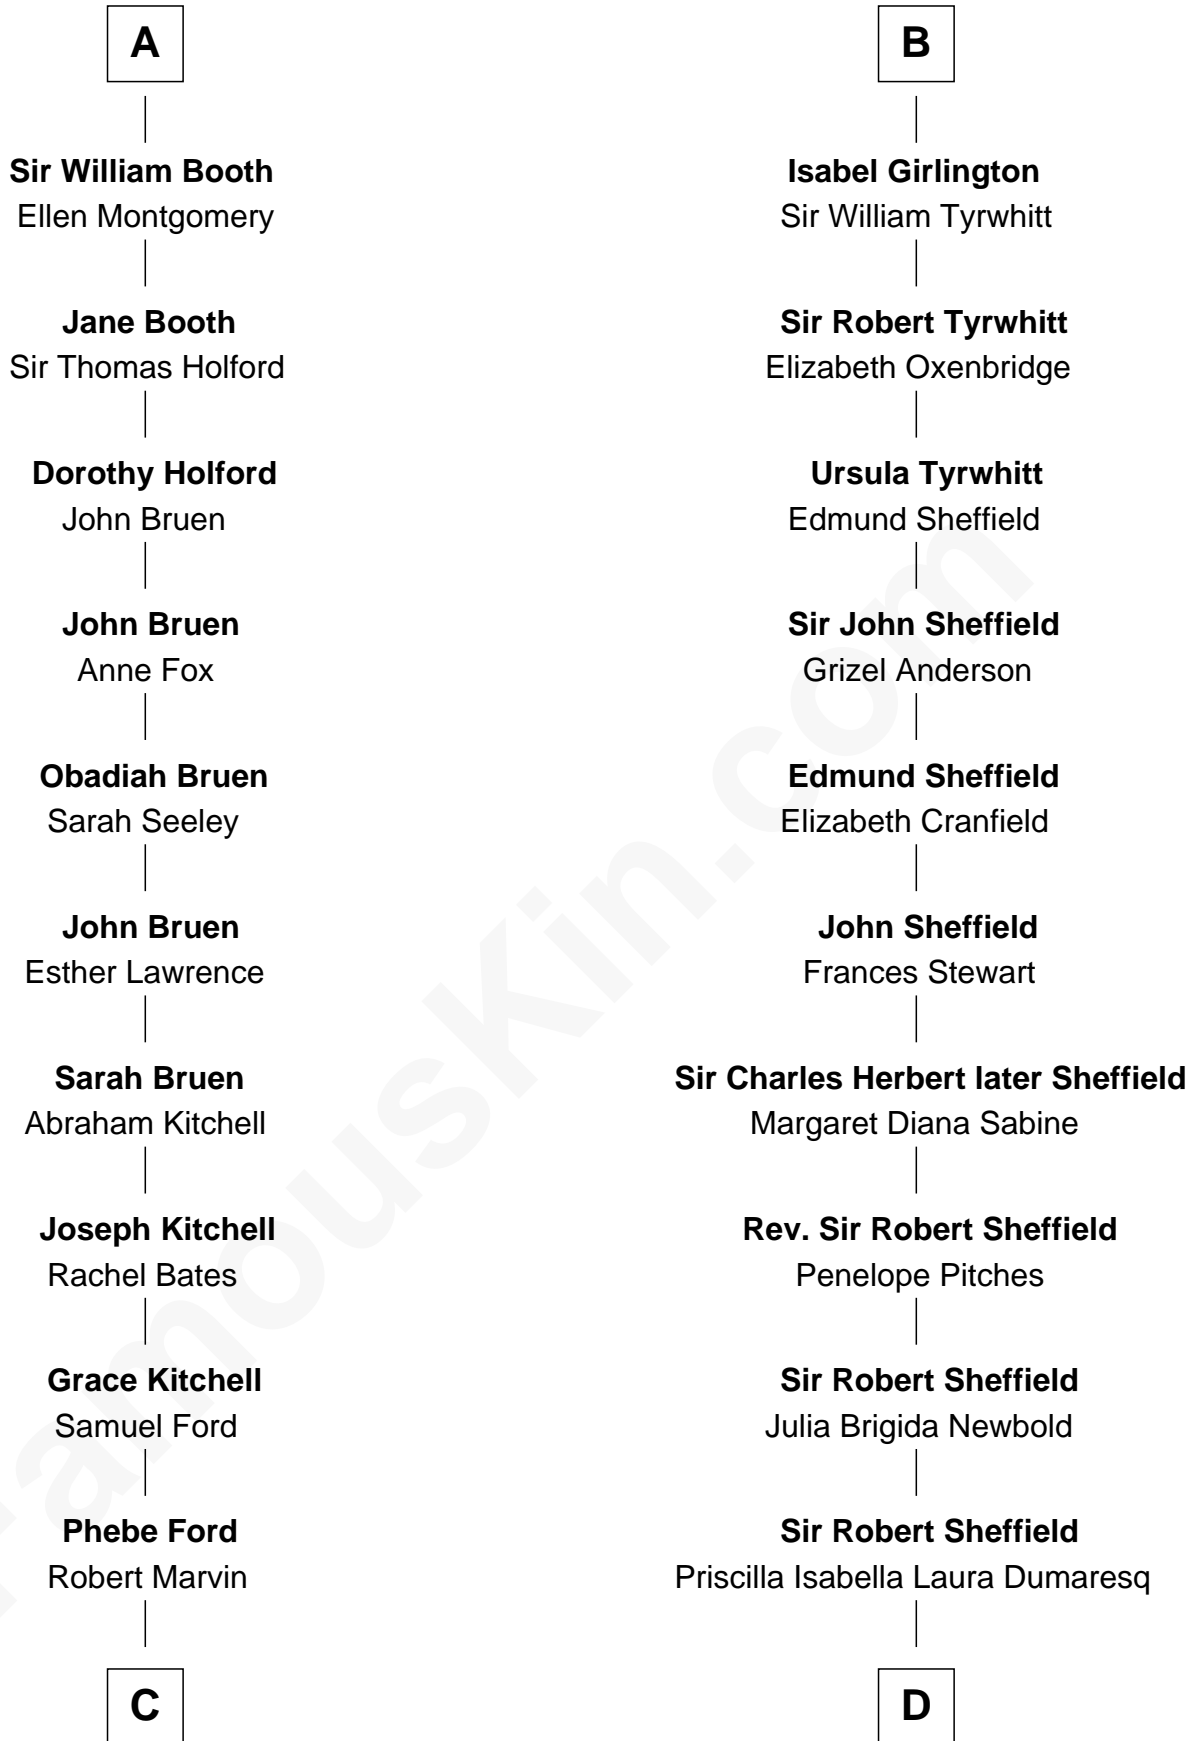 A
Sir William Booth
Ellen Montgomery
Jane Booth
Sir Thomas Holford
Dorothy Holford
John Bruen
John Bruen
Anne Fox
Obadiah Bruen
Sarah Seeley
John Bruen
Esther Lawrence
Sarah Bruen
Abraham Kitchell
Joseph Kitchell
Rachel Bates
Grace Kitchell
Samuel Ford
Phebe Ford
Robert Marvin
C
B
Isabel Girlington
Sir William Tyrwhitt
Sir Robert Tyrwhitt
Elizabeth Oxenbridge
Ursula Tyrwhitt
Edmund Sheffield
Sir John Sheffield
Grizel Anderson
Edmund Sheffield
Elizabeth Cranfield
John Sheffield
Frances Stewart
Sir Charles Herbert later Sheffield
Margaret Diana Sabine
Rev. Sir Robert Sheffield
Penelope Pitches
Sir Robert Sheffield
Julia Brigida Newbold
Sir Robert Sheffield
Priscilla Isabella Laura Dumaresq
D
FamousKin.com